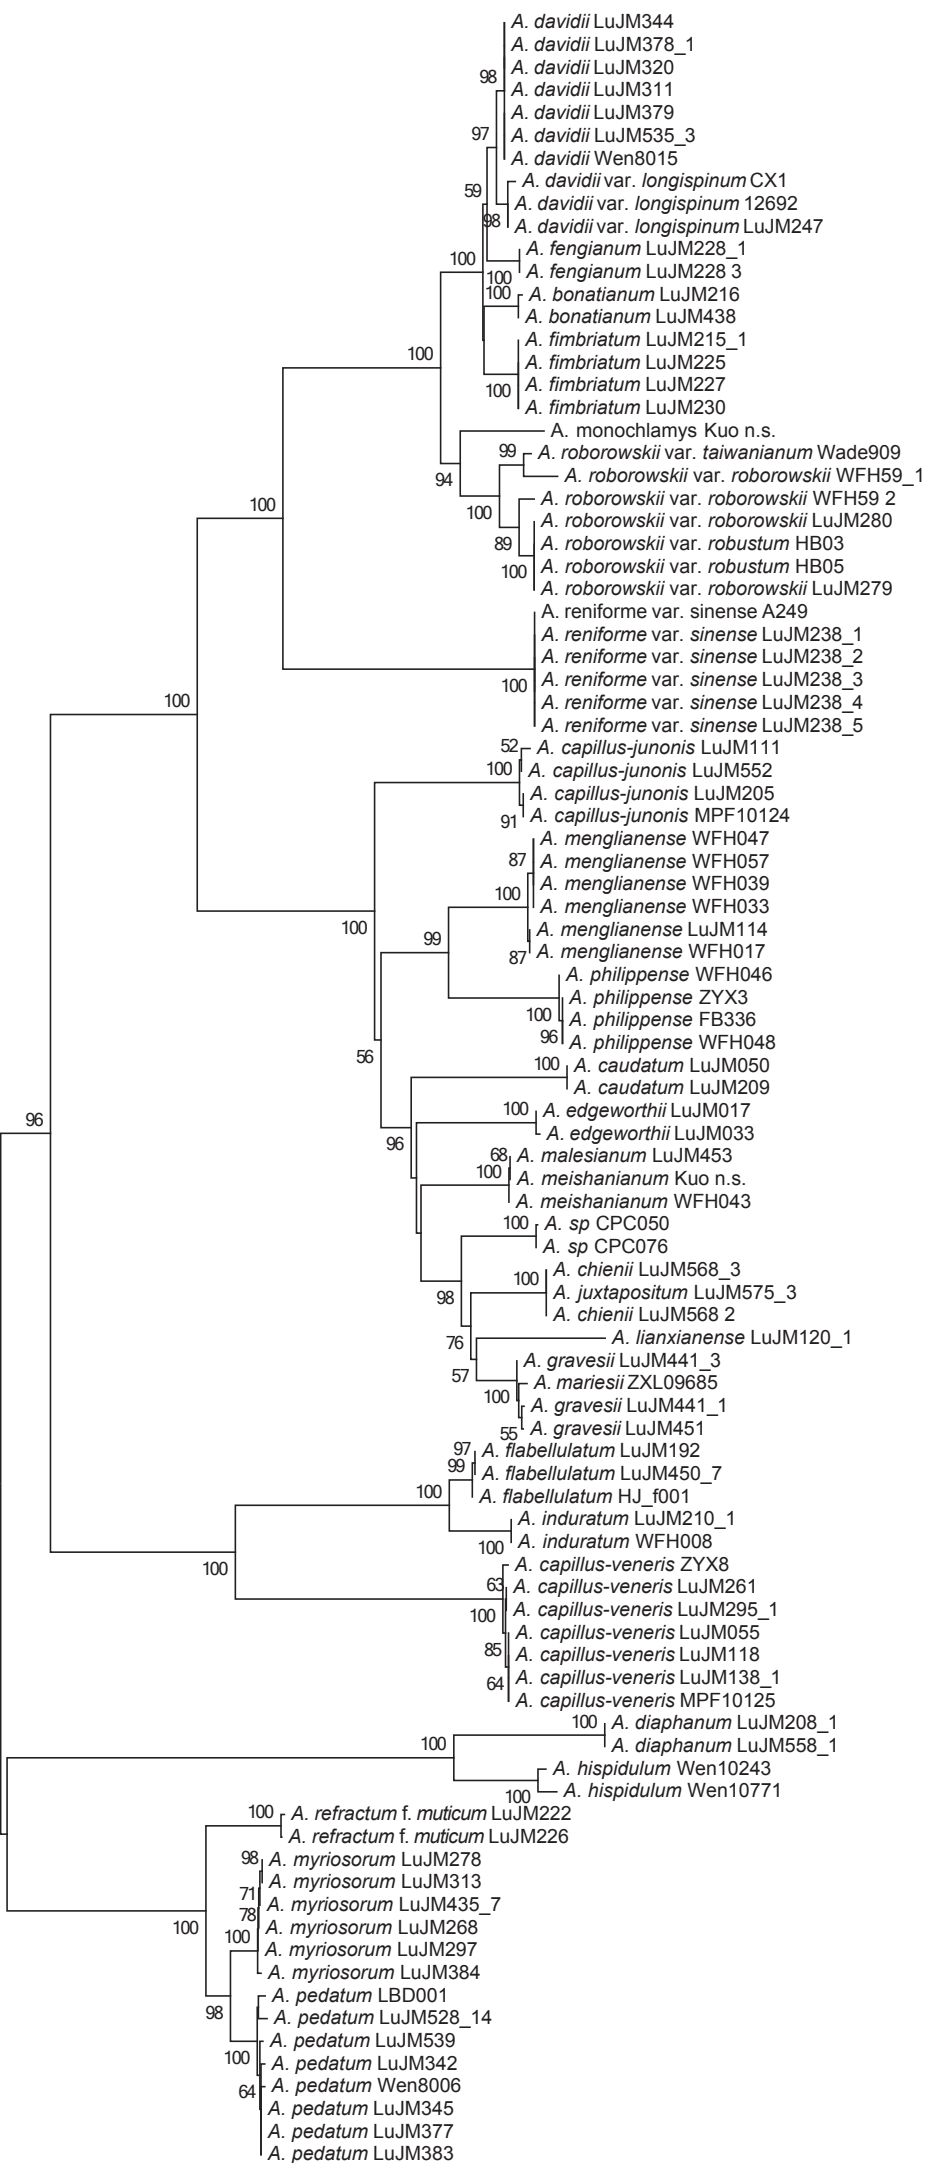 A. davidii LuJM344
A. davidii LuJM378_1
A. davidii LuJM320
98
A. davidii LuJM311
A. davidii LuJM379
97
A. davidii LuJM535_3
A. davidii Wen8015
A. davidii var. longispinum CX1
59
A. davidii var. longispinum 12692
98
A. davidii var. longispinum LuJM247
A. fengianum LuJM228_1
100
A. fengianum LuJM228 3
100
100
A. bonatianum LuJM216
A. bonatianum LuJM438
A. fimbriatum LuJM215_1
100
A. fimbriatum LuJM225
A. fimbriatum LuJM227
100
A. fimbriatum LuJM230
A. monochlamys Kuo n.s.
99
A. roborowskii var. taiwanianum Wade909
A. roborowskii var. roborowskii WFH59_1
94
A. roborowskii var. roborowskii WFH59 2
100
100
A. roborowskii var. roborowskii LuJM280
89
A. roborowskii var. robustum HB03
A. roborowskii var. robustum HB05
100
A. roborowskii var. roborowskii LuJM279
A. reniforme var. sinense A249
A. reniforme var. sinense LuJM238_1
A. reniforme var. sinense LuJM238_2
A. reniforme var. sinense LuJM238_3
100
100
A. reniforme var. sinense LuJM238_4
A. reniforme var. sinense LuJM238_5
52
A. capillus-junonis LuJM111
100
A. capillus-junonis LuJM552
A. capillus-junonis LuJM205
91
A. capillus-junonis MPF10124
A. menglianense WFH047
87
A. menglianense WFH057
A. menglianense WFH039
100
A. menglianense WFH033
100
A. menglianense LuJM114
99
A. menglianense WFH017
87
A. philippense WFH046
A. philippense ZYX3
100
A. philippense FB336
96
A. philippense WFH048
56
100
A. caudatum LuJM050
A. caudatum LuJM209
100
A. edgeworthii LuJM017
96
A. edgeworthii LuJM033
96
68
A. malesianum LuJM453
100
A. meishanianum Kuo n.s.
A. meishanianum WFH043
100
A. sp CPC050
A. sp CPC076
100
A. chienii LuJM568_3
98
A. juxtapositum LuJM575_3
A. chienii LuJM568 2
76
A. lianxianense LuJM120_1
57
A. gravesii LuJM441_3
100
A. mariesii ZXL09685
A. gravesii LuJM441_1
55
A. gravesii LuJM451
97
A. flabellulatum LuJM192
99
A. flabellulatum LuJM450_7
100
A. flabellulatum HJ_f001
A. induratum LuJM210_1
100
A. induratum WFH008
100
A. capillus-veneris ZYX8
63
A. capillus-veneris LuJM261
100
A. capillus-veneris LuJM295_1
A. capillus-veneris LuJM055
85
A. capillus-veneris LuJM118
64
A. capillus-veneris LuJM138_1
A. capillus-veneris MPF10125
100
A. diaphanum LuJM208_1
100
A. diaphanum LuJM558_1
A. hispidulum Wen10243
100
A. hispidulum Wen10771
100
A. refractum f. muticum LuJM222
A. refractum f. muticum LuJM226
98
A. myriosorum LuJM278
71
A. myriosorum LuJM313
78
A. myriosorum LuJM435_7
100
A. myriosorum LuJM268
100
A. myriosorum LuJM297
A. myriosorum LuJM384
98
A. pedatum LBD001
A. pedatum LuJM528_14
A. pedatum LuJM539
100
A. pedatum LuJM342
64
A. pedatum Wen8006
A. pedatum LuJM345
A. pedatum LuJM377
A. pedatum LuJM383